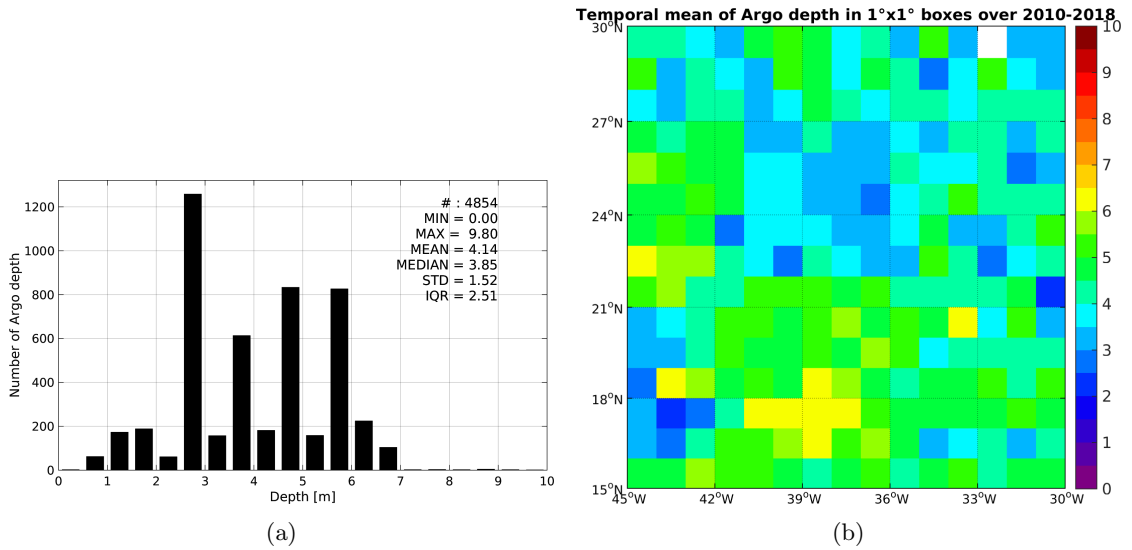 Temporal mean of Argo depth in 1°x1° boxes over 2010-2018
# : 4854
MIN = 0.00
MAX = 9.80
MEAN = 4.14
MEDIAN = 3.85
STD = 1.52
IQR = 2.51
Number of Argo depth
1200
1000
800
600
400
200
0
0 1 2 3 4 5 6 7 8 9 10
Depth [m]
(a)
30°N
27°N
24°N
21°N
18°N
15°N
45°W 42°W 39°W 36°W 33°W 30°W
10
9
8
7
6
5
4
3
2
1
0
(b)